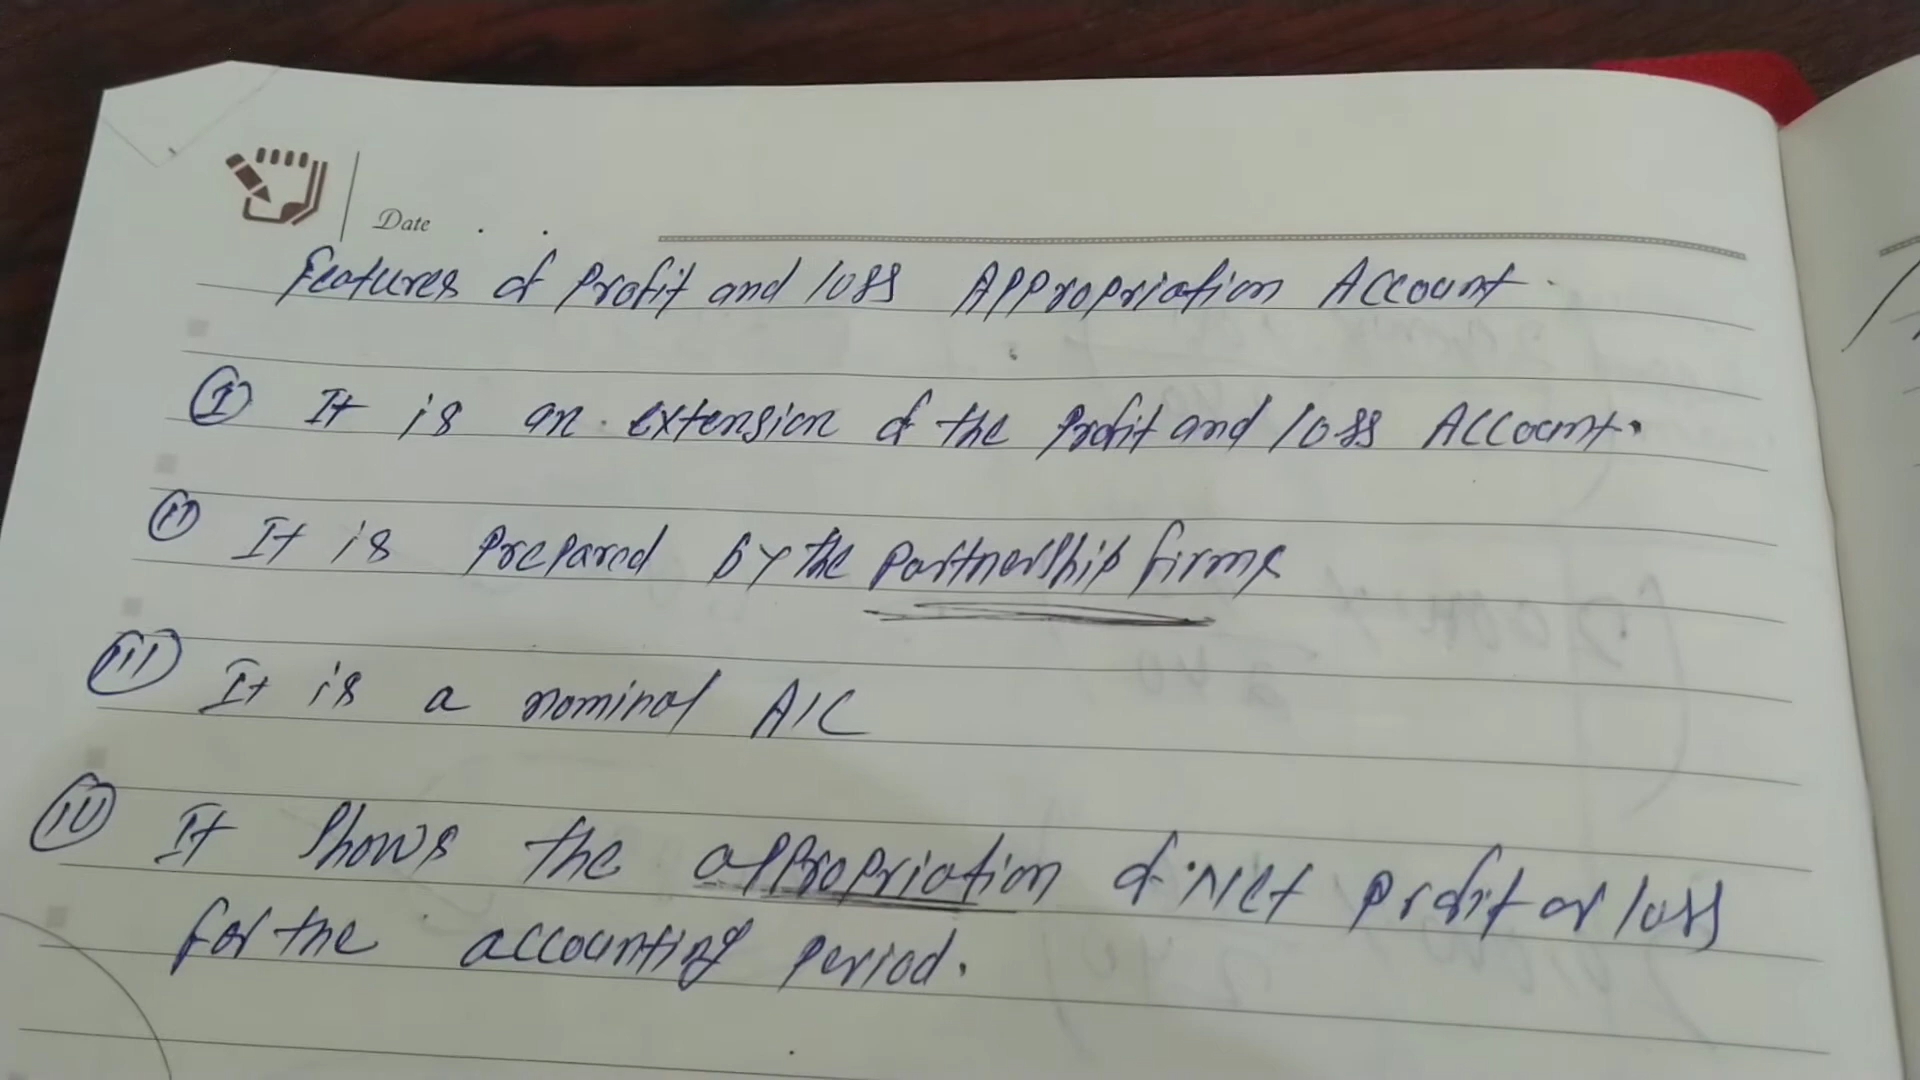 Date
Features of Profit and loss Appropriation Account.
(I) It is an extension of the Profit and loss Account.
(ii) It is prepared by the partnership firms
(iii) It is a nominal A/C
(iv) It shows the appropriation of Net profit or loss
for the accounting period.